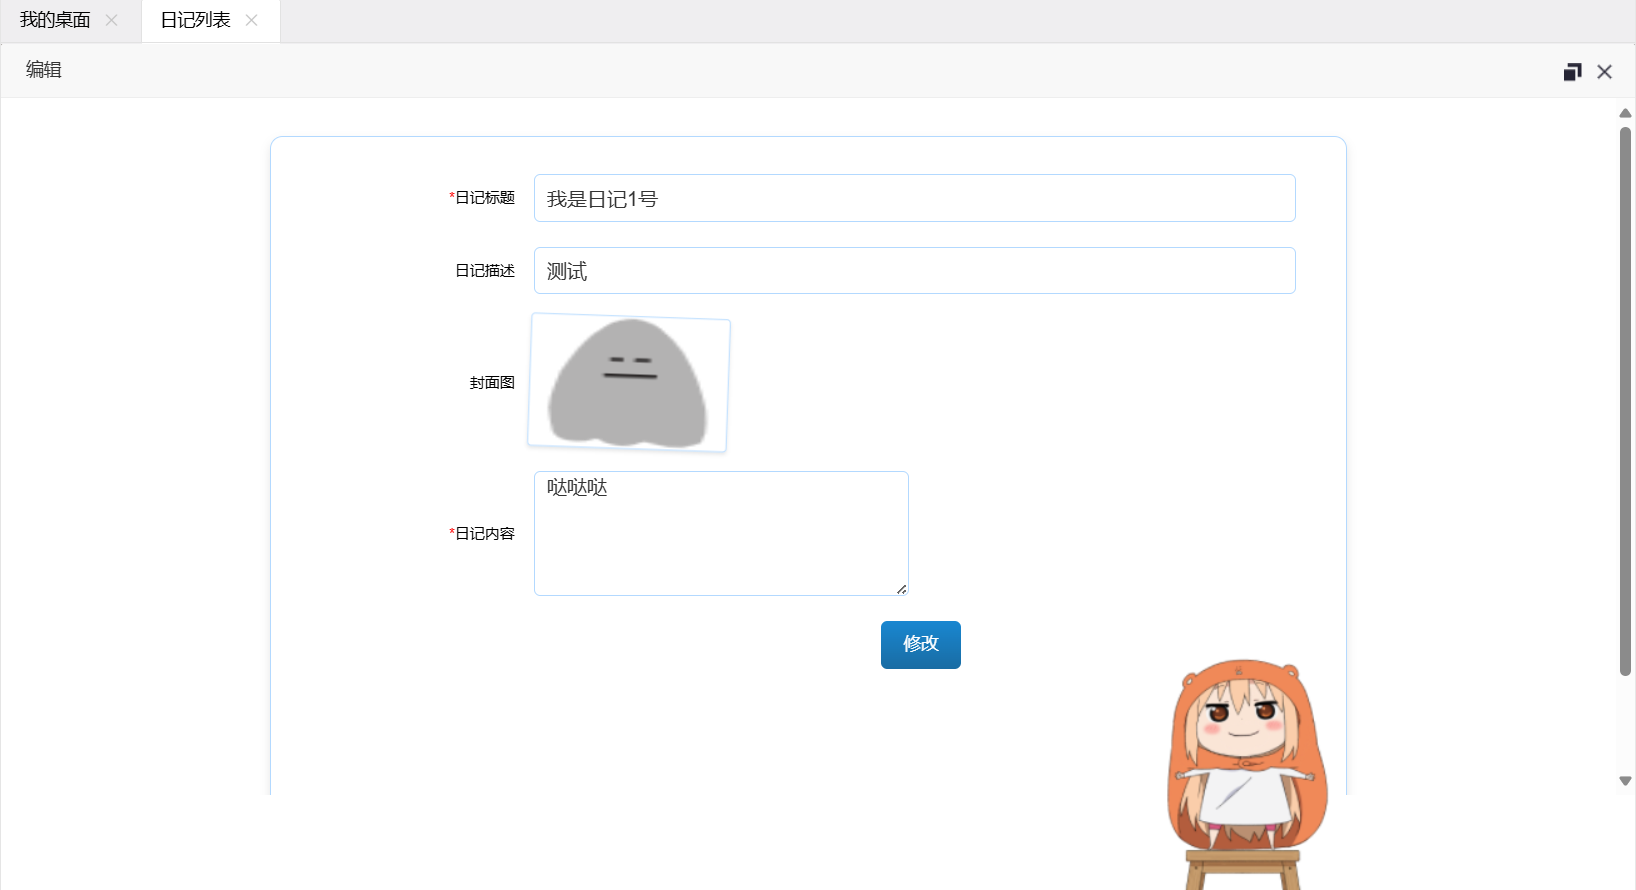 我的桌面
日记列表
编辑
*日记标题
我是日记1号
日记描述
测试
封面图
*日记内容
哒哒哒
修改